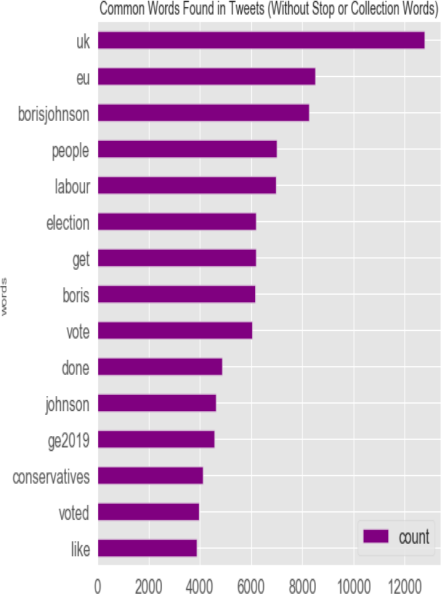 Common Words Found in Tweets (Without Stop or Collection Words)
uk
eu
borisjohnson
people
labour
election
get
boris
vote
done
johnson
ge2019
conservatives
voted
like
words
count
0 2000 4000 6000 8000 10000 12000